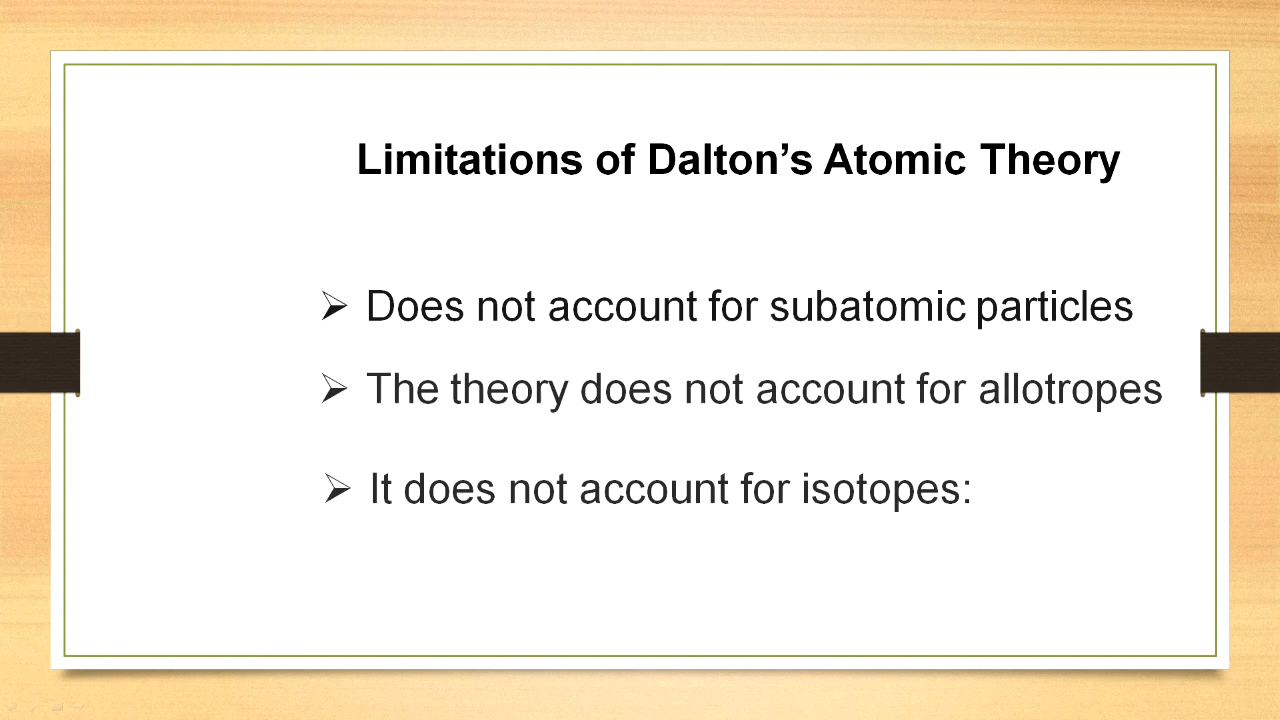 Limitations of Dalton’s Atomic Theory
➢ Does not account for subatomic particles
➢ The theory does not account for allotropes
➢ It does not account for isotopes: